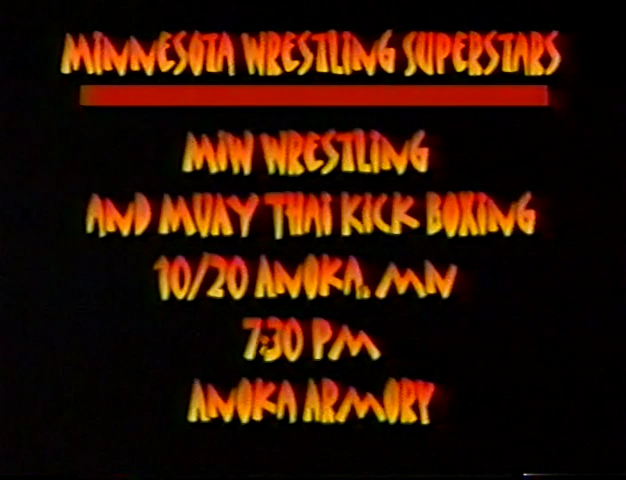 MINNESOTA WRESTLING SUPERSTARS
MIW WRESTLING
AND MUAY THAI KICK BOXING
10/20 ANOKA, MN
7:30 PM
ANOKA ARMORY